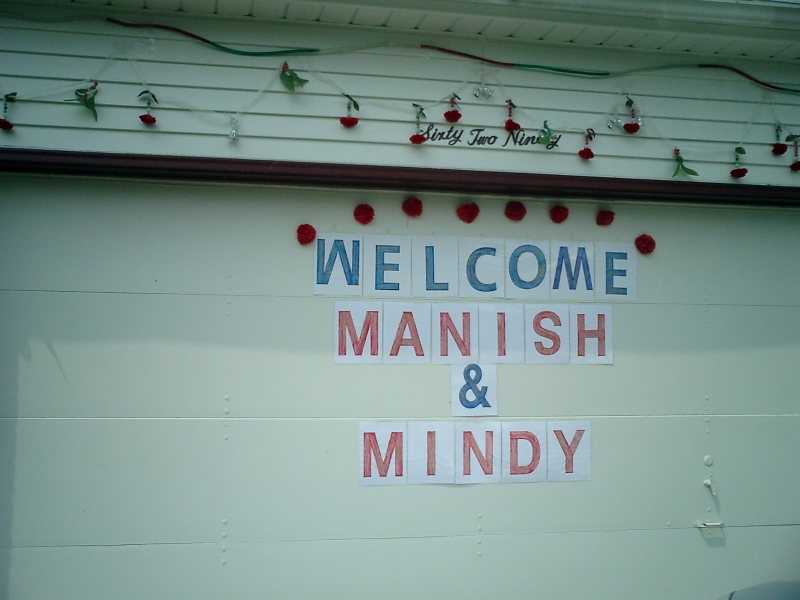 Sixty Two Ninety
WELCOME
MANISH
&
MINDY